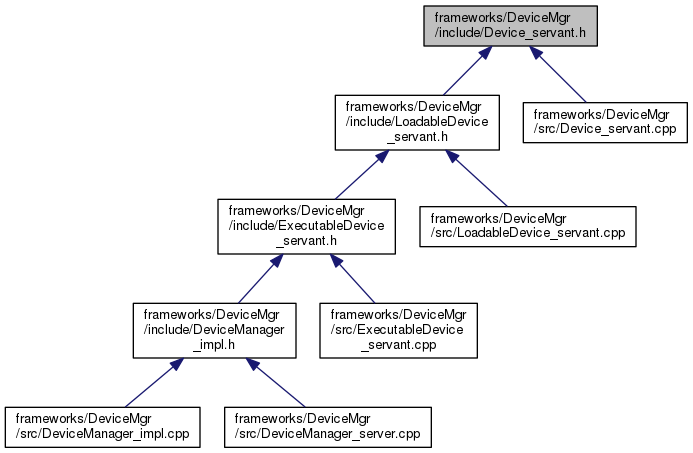 frameworks/DeviceMgr
/include/Device_servant.h
frameworks/DeviceMgr
/include/LoadableDevice
_servant.h
frameworks/DeviceMgr
/src/Device_servant.cpp
frameworks/DeviceMgr
/include/ExecutableDevice
_servant.h
frameworks/DeviceMgr
/src/LoadableDevice_servant.cpp
frameworks/DeviceMgr
/include/DeviceManager
_impl.h
frameworks/DeviceMgr
/src/ExecutableDevice
_servant.cpp
frameworks/DeviceMgr
/src/DeviceManager_impl.cpp
frameworks/DeviceMgr
/src/DeviceManager_server.cpp